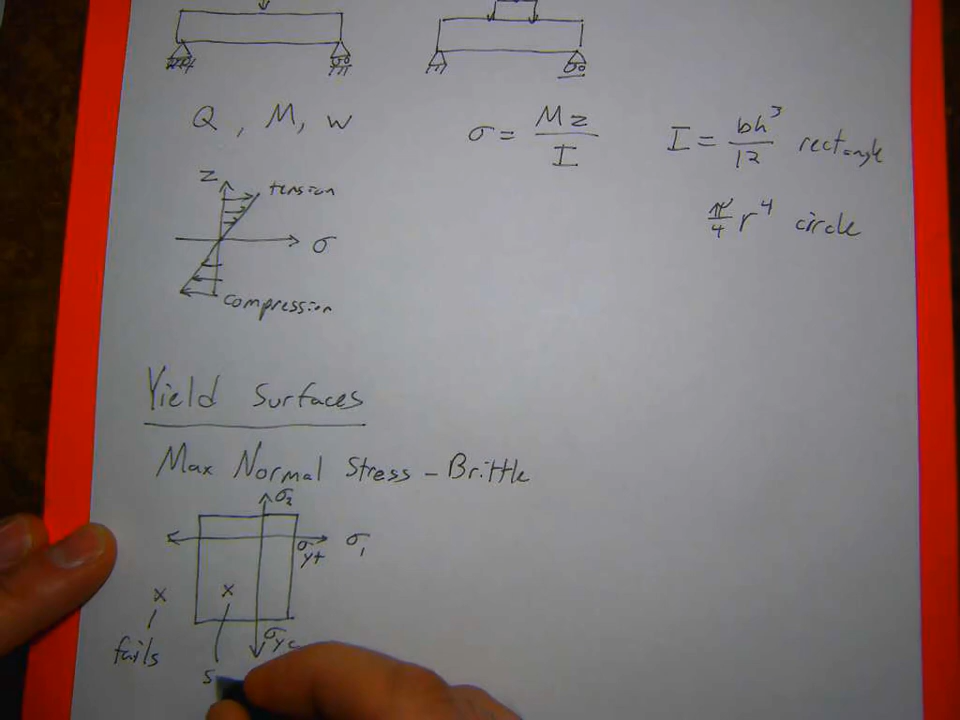 Q, M, w
σ = Mz/I
I = bh³/12 rectangle
π/4 r⁴ circle
z
tension
σ
compression
Yield Surfaces
Max Normal Stress - Brittle
σ₂
σ₁
σyt
x
x
fails
σyc
s